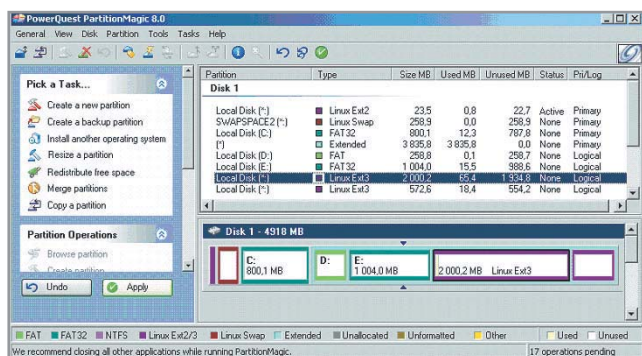 PowerQuest PartitionMagic 8.0
General View Disk Partition Tools Tasks Help
Pick a Task...
Create a new partition
Create a backup partition
Install another operating system
Resize a partition
Redistribute free space
Merge partitions
Copy a partition
Partition Operations
Browse partition
Create partition
Undo Apply
Partition Type Size MB Used MB Unused MB Status Pri/Log
Disk 1
Local Disk (*:) Linux Ext2 23,5 0,8 22,7 Active Primary
SWAPSPACE2 (*:) Linux Swap 258,9 0,0 258,9 None Primary
Local Disk (C:) FAT32 800,1 12,3 787,8 None Primary
(*) Extended 3 835,8 3 835,8 0,0 None Primary
Local Disk (D:) FAT 258,8 0,1 258,7 None Logical
Local Disk (E:) FAT32 1 004,0 15,5 988,6 None Logical
Local Disk (*:) Linux Ext3 2 000,2 65,4 1 934,8 None Logical
Local Disk (*:) Linux Ext3 572,6 18,4 554,2 None Logical
Disk 1 - 4918 MB
C: D: E:
800,1 MB 1 004,0 MB 2 000,2 MB Linux Ext3
FAT FAT32 NTFS Linux Ext2/3 Linux Swap Extended Unallocated Unformatted Other Used Unused
We recommend closing all other applications while running PartitionMagic. 17 operations pending